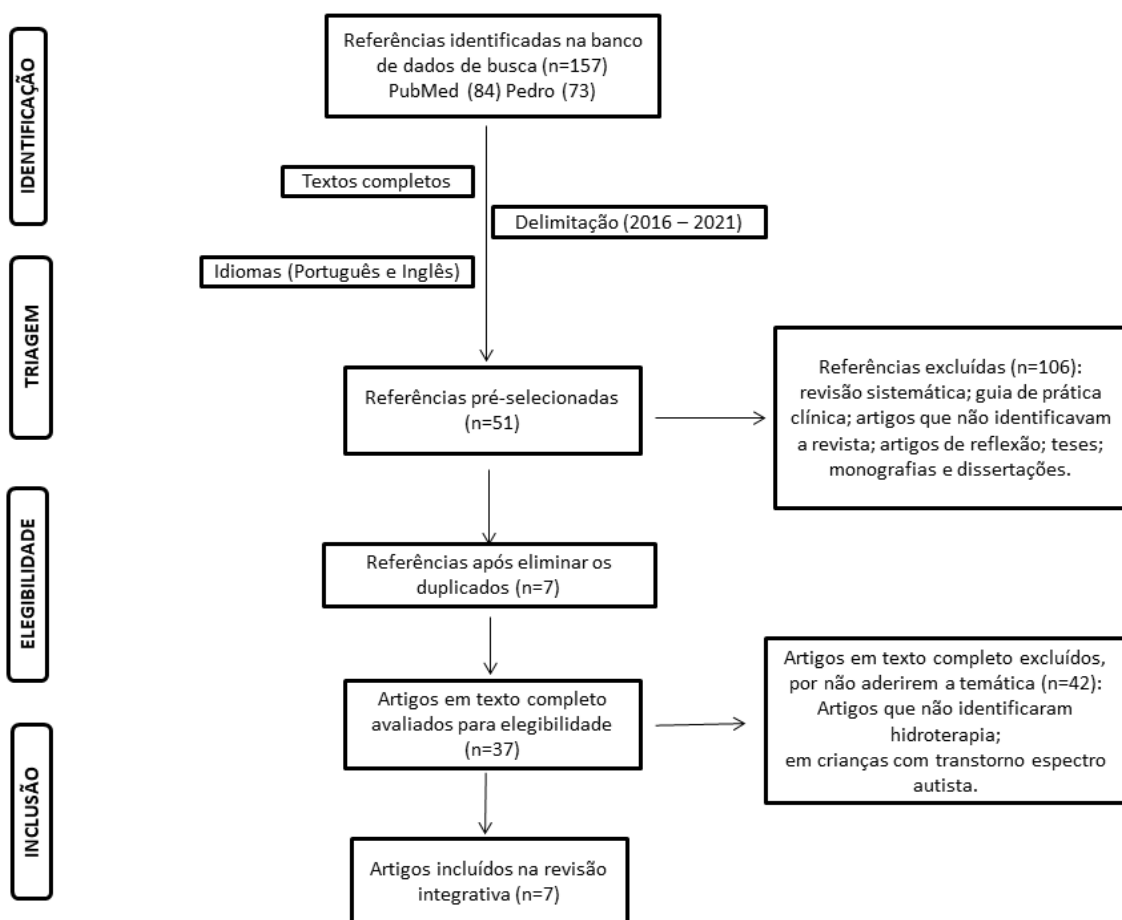 IDENTIFICAÇÃO
Referências identificadas na banco
de dados de busca (n=157)
PubMed (84) Pedro (73)
Textos completos
Delimitação (2016 – 2021)
Idiomas (Português e Inglês)
TRIAGEM
Referências pré-selecionadas
(n=51)
Referências excluídas (n=106):
revisão sistemática; guia de prática
clínica; artigos que não identificavam
a revista; artigos de reflexão; teses;
monografias e dissertações.
ELEGIBILIDADE
Referências após eliminar os
duplicados (n=7)
Artigos em texto completo
avaliados para elegibilidade
(n=37)
Artigos em texto completo excluídos,
por não aderirem a temática (n=42):
Artigos que não identificaram
hidroterapia;
em crianças com transtorno espectro
autista.
INCLUSÃO
Artigos incluídos na revisão
integrativa (n=7)